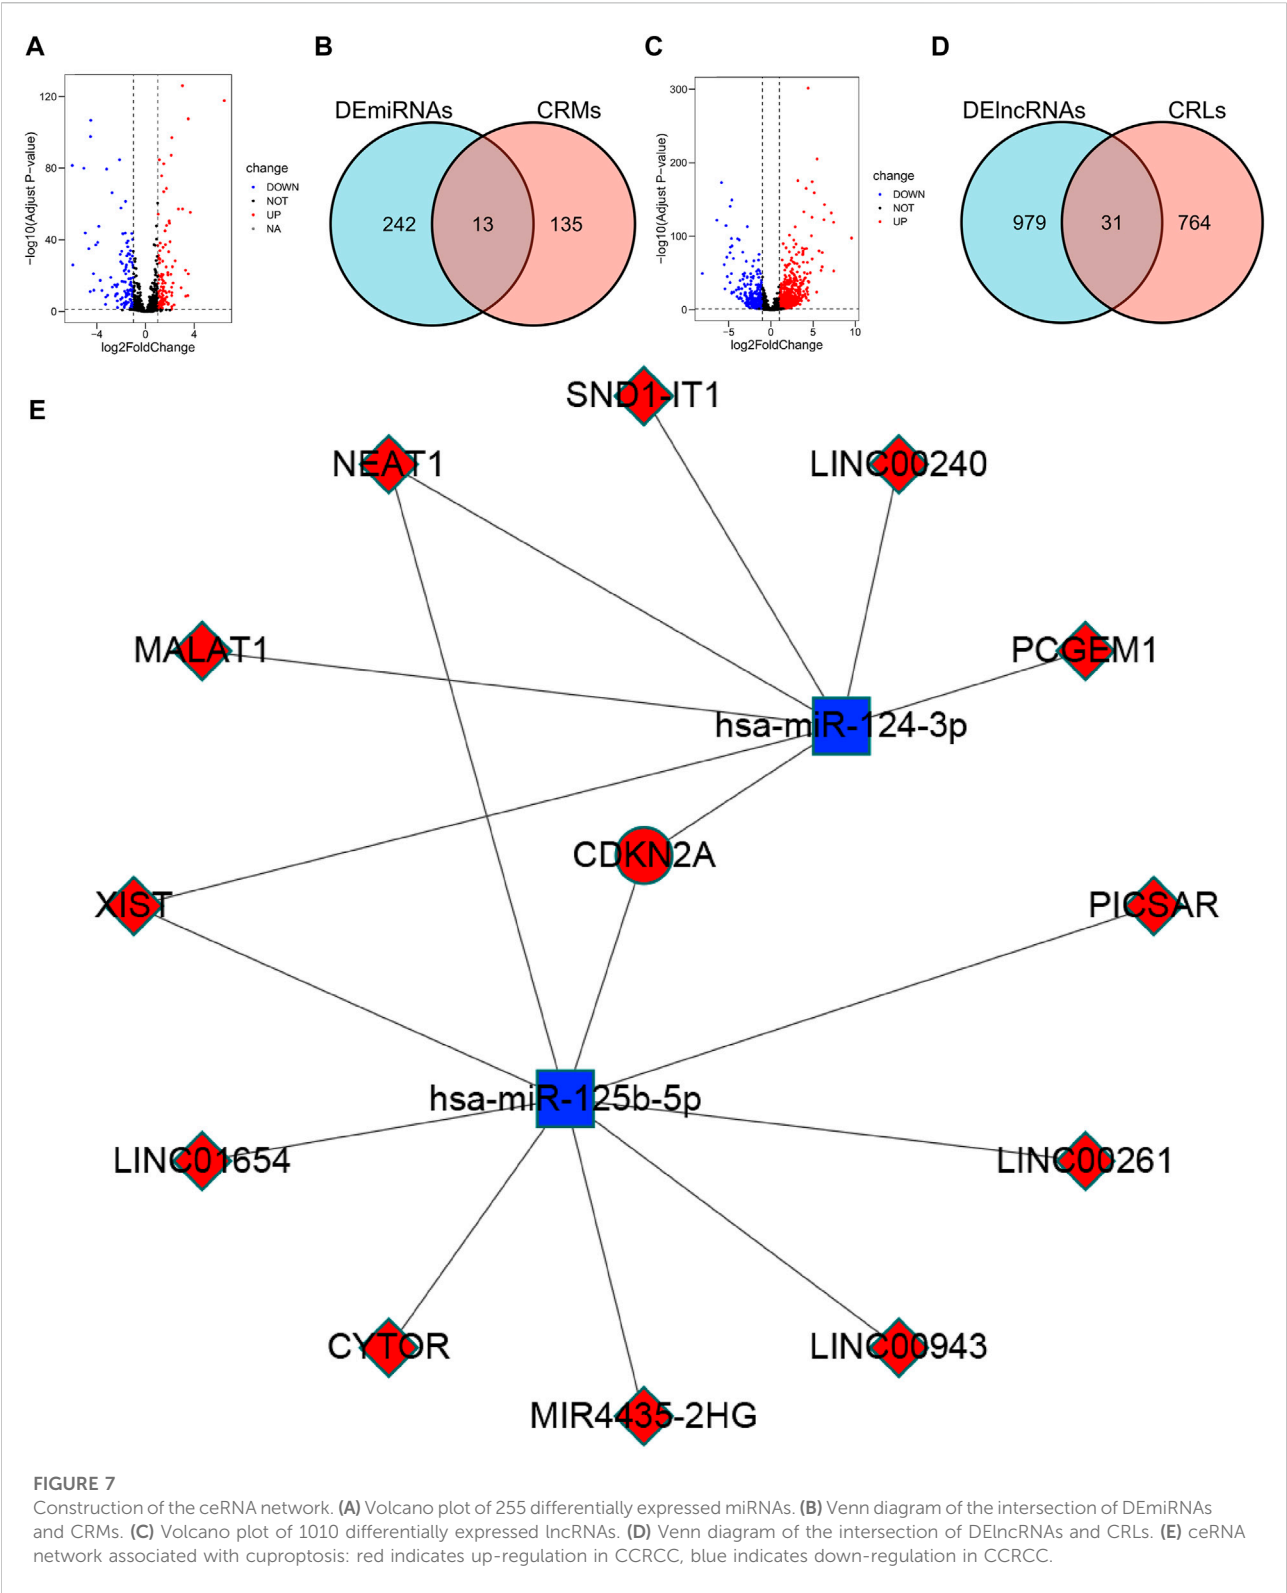 A
B
C
D
−log10(Adjust P−value)
120
80
40
0
−4
0
4
log2FoldChange
change
DOWN
NOT
UP
NA
DEmiRNAs
CRMs
242
13
135
−log10(Adjust P−value)
300
200
100
0
−5
0
5
10
log2FoldChange
change
DOWN
NOT
UP
DElncRNAs
CRLs
979
31
764
E
SND1-IT1
NEAT1
LINC00240
MALAT1
PCGEM1
hsa-miR-124-3p
CDKN2A
XIST
PICSAR
hsa-miR-125b-5p
LINC01654
LINC00261
CYTOR
LINC00943
MIR4435-2HG
FIGURE 7
Construction of the ceRNA network. (A) Volcano plot of 255 differentially expressed miRNAs. (B) Venn diagram of the intersection of DEmiRNAs
and CRMs. (C) Volcano plot of 1010 differentially expressed lncRNAs. (D) Venn diagram of the intersection of DElncRNAs and CRLs. (E) ceRNA
network associated with cuproptosis: red indicates up-regulation in CCRCC, blue indicates down-regulation in CCRCC.